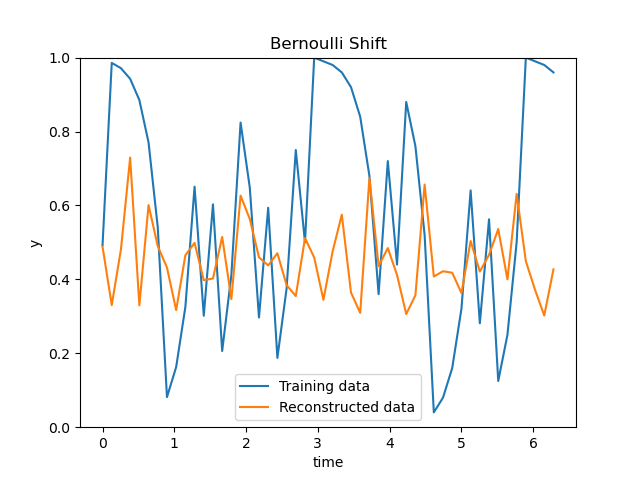 Bernoulli Shift
1.0
0.8
0.6
0.4
0.2
0.0
y
0 1 2 3 4 5 6
time
Training data
Reconstructed data